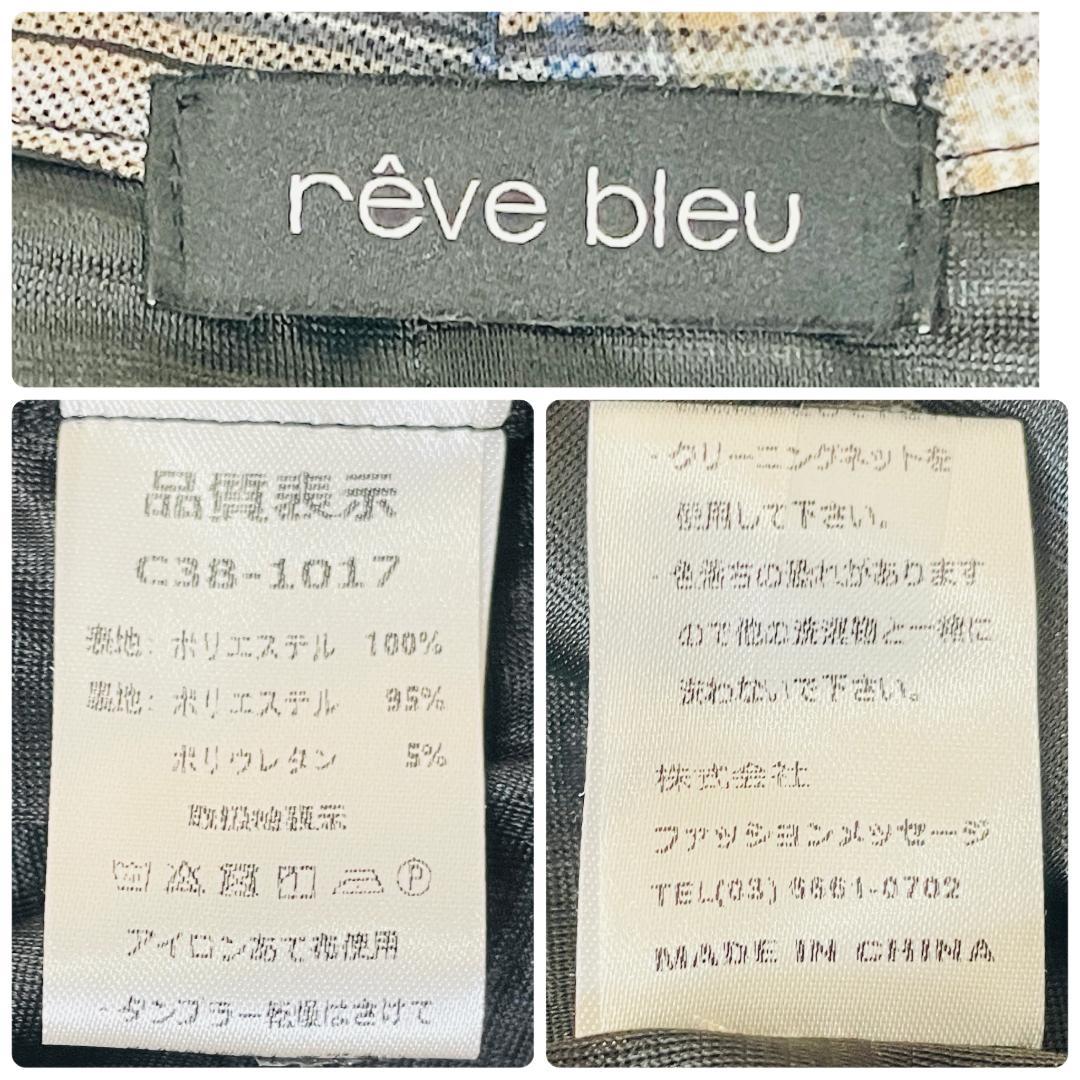 rêve bleu
品質表示
C38-1017
表地: ポリエステル 100%
裏地: ポリエステル 95%
ポリウレタン 5%
取扱い表示
P
アイロンあて布使用
・タンブラー乾燥はさけて
・クリーニングネットを
使用して下さい。
・色落ちの恐れがあります
ので他の洗濯物と一緒に
洗わないで下さい。
株式会社
ファッションメッセージ
TEL(03) 5661-0702
MADE IN CHINA